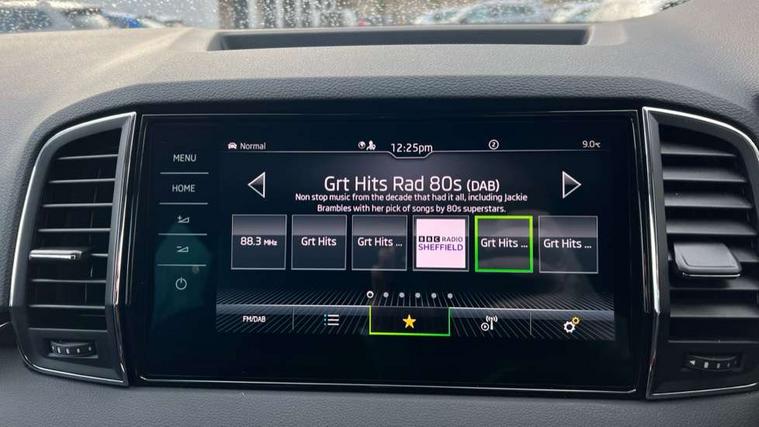 Normal
12:25pm
2
9.0°C
MENU
HOME
Grt Hits Rad 80s (DAB)
Non stop music from the decade that had it all, including Jackie
Brambles with her pick of songs by 80s superstars.
88.3 MHz
Grt Hits
Grt Hits ...
BBC RADIO
SHEFFIELD
Grt Hits ...
Grt Hits ...
FM/DAB